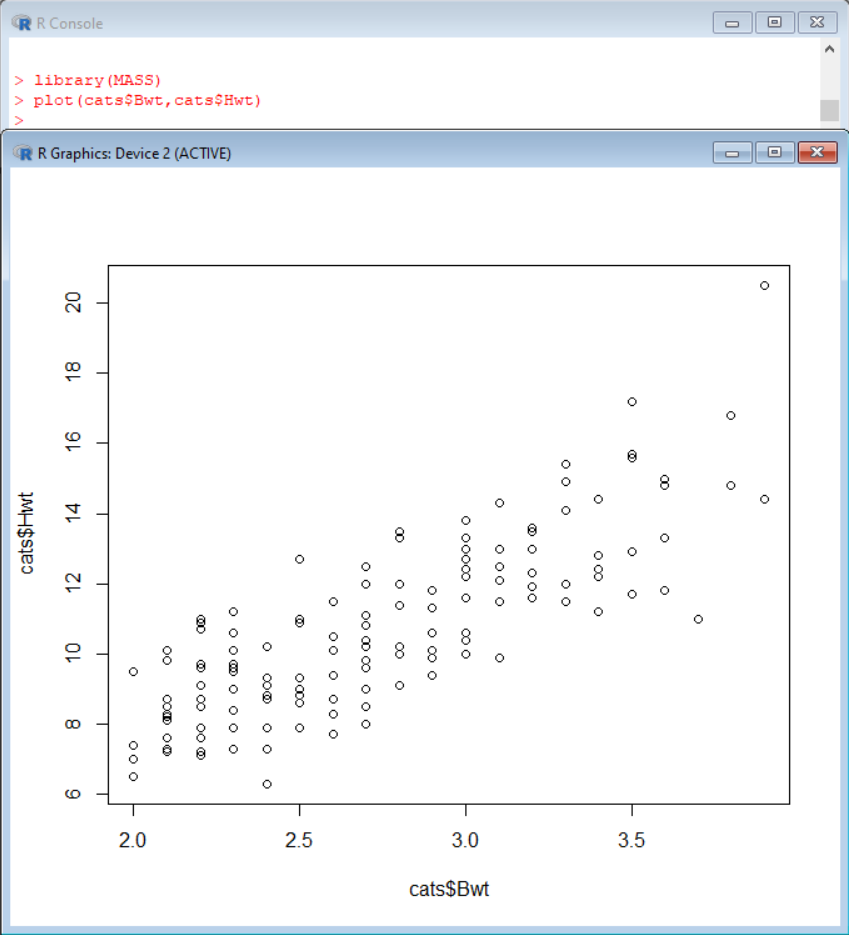 R Console
> library(MASS)
> plot(cats$Bwt,cats$Hwt)
>
R Graphics: Device 2 (ACTIVE)
20
18
16
14
12
10
8
6
cats$Hwt
2.0 2.5 3.0 3.5
cats$Bwt